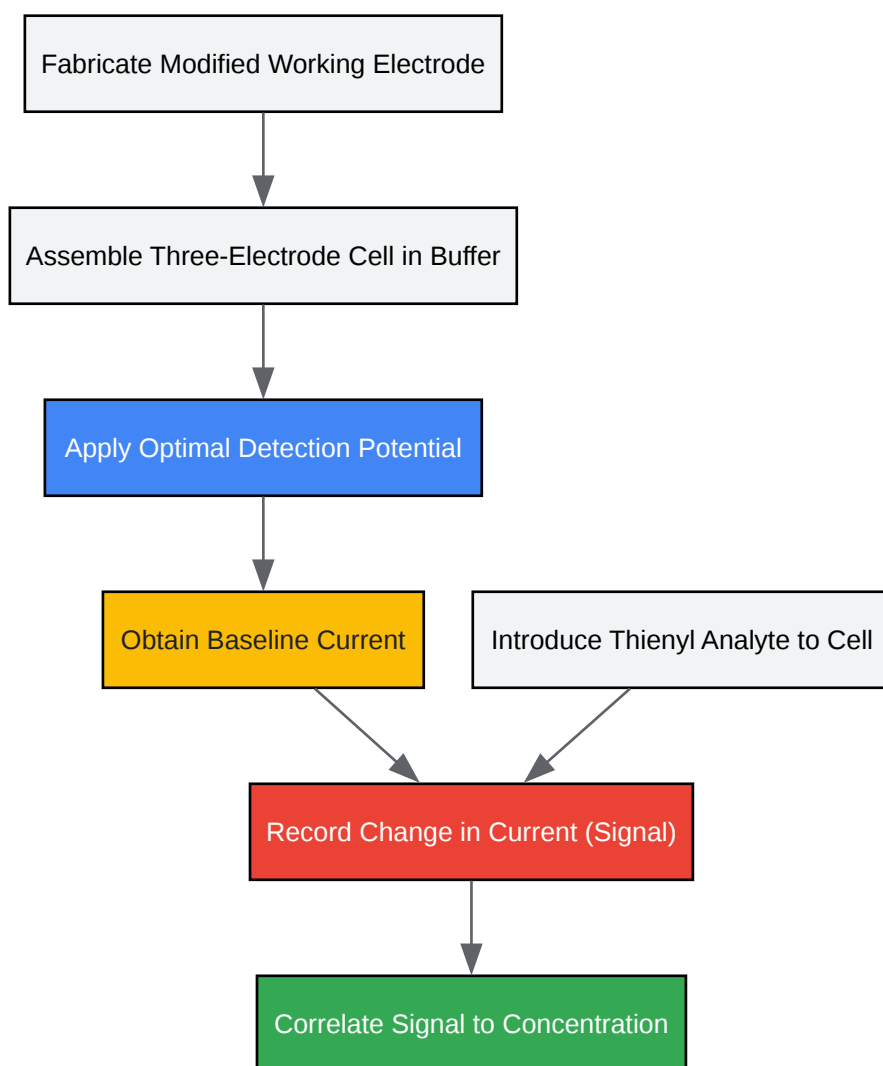 Fabricate Modified Working Electrode
Assemble Three-Electrode Cell in Buffer
Apply Optimal Detection Potential
Obtain Baseline Current
Introduce Thienyl Analyte to Cell
Record Change in Current (Signal)
Correlate Signal to Concentration